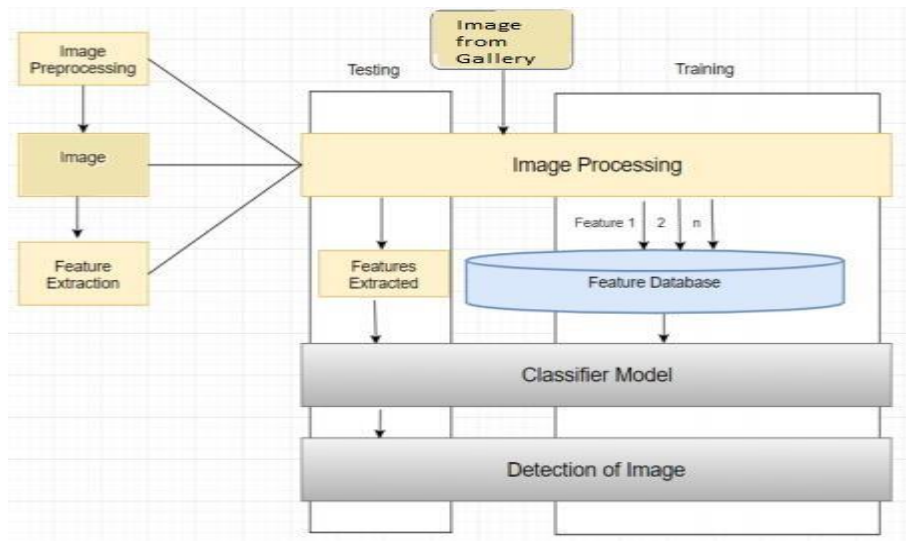 Image
from
Gallery
Image
Preprocessing
Testing
Training
Image
Image Processing
Feature 1 2 n
Feature
Extraction
Features
Extracted
Feature Database
Classifier Model
Detection of Image